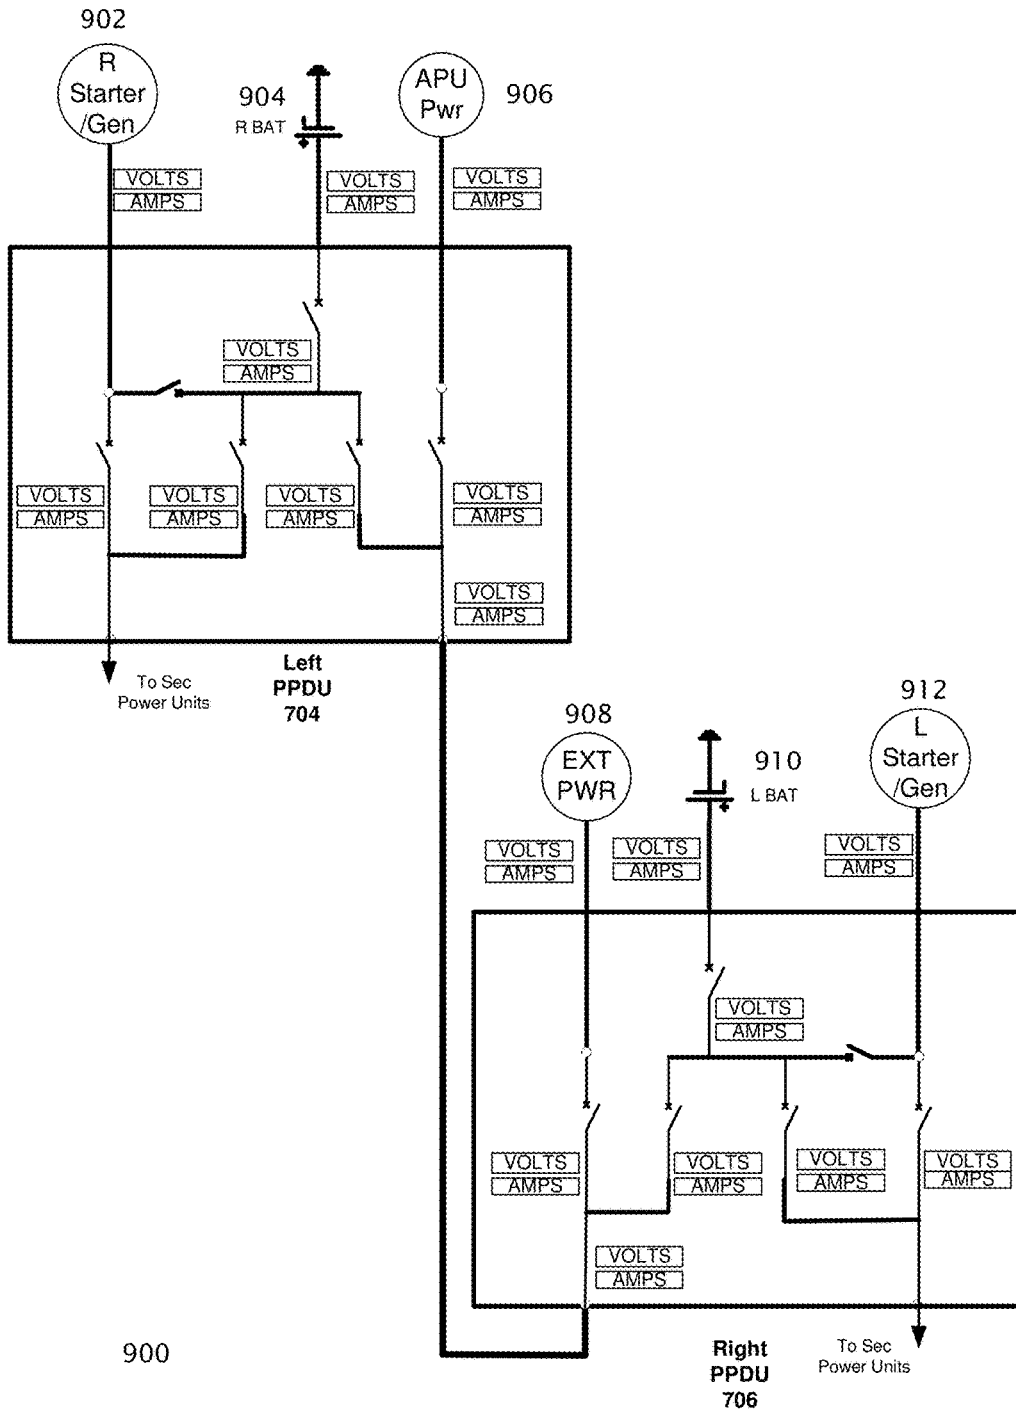 902
R
Starter
/Gen
904
R BAT
APU
Pwr
906
VOLTS
AMPS
VOLTS
AMPS
VOLTS
AMPS
VOLTS
AMPS
VOLTS
AMPS
VOLTS
AMPS
VOLTS
AMPS
VOLTS
AMPS
VOLTS
AMPS
To Sec
Power Units
Left
PPDU
704
908
EXT
PWR
910
L BAT
912
L
Starter
/Gen
VOLTS
AMPS
VOLTS
AMPS
VOLTS
AMPS
VOLTS
AMPS
VOLTS
AMPS
VOLTS
AMPS
VOLTS
AMPS
VOLTS
AMPS
VOLTS
AMPS
900
Right
PPDU
706
To Sec
Power Units